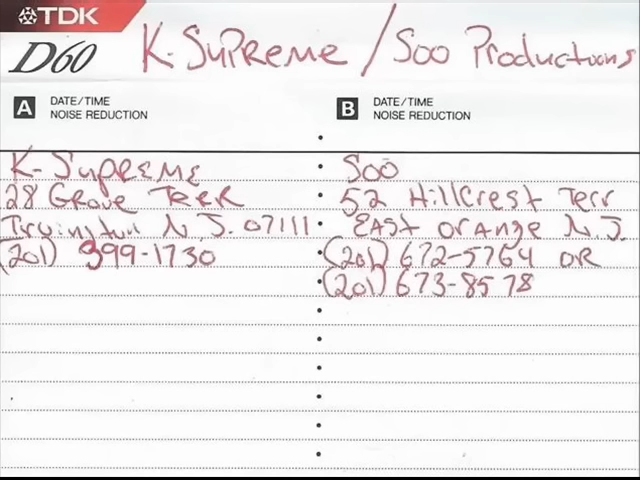 TDK
D60
K-Supreme / Soo Productions
A DATE/TIME
NOISE REDUCTION
B DATE/TIME
NOISE REDUCTION
K-SupREME
28 Grove TERR
Irvington N.J. 07111
(201) 399-1730
Soo
52 Hillcrest Terr
EAST orANge N.J.
(201) 672-5764 OR
(201) 673-8578